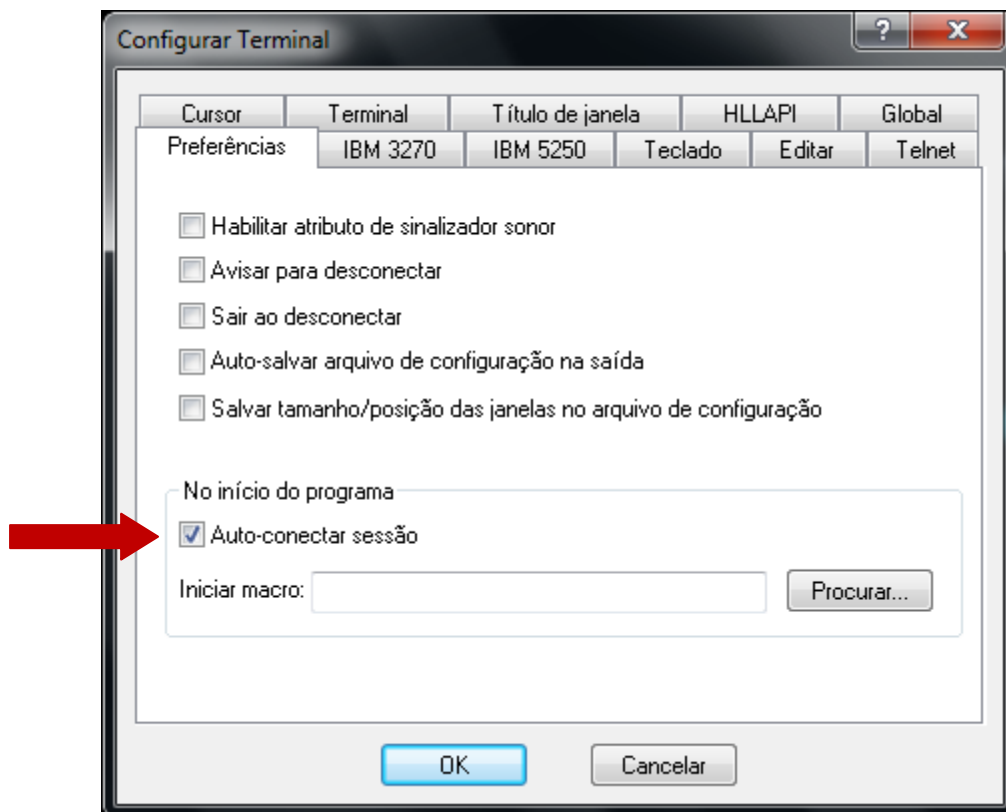 Configurar Terminal
?
Cursor Terminal Título de janela HLLAPI Global
Preferências IBM 3270 IBM 5250 Teclado Editar Telnet
Habilitar atributo de sinalizador sonor
Avisar para desconectar
Sair ao desconectar
Auto-salvar arquivo de configuração na saída
Salvar tamanho/posição das janelas no arquivo de configuração
No início do programa
Auto-conectar sessão
Iniciar macro: Procurar...
OK Cancelar